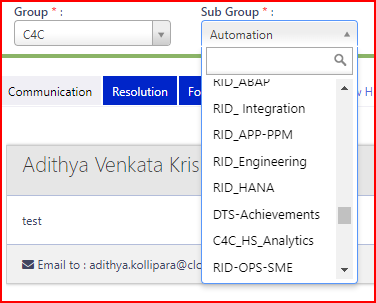 Group * :
Sub Group * :
C4C
Automation
RID_ABAP
RID_ Integration
RID_APP-PPM
RID_Engineering
RID_HANA
DTS-Achievements
C4C_HS_Analytics
RID-OPS-SME
Communication
Resolution
Adithya Venkata Kris
test
Email to : adithya.kollipara@clo